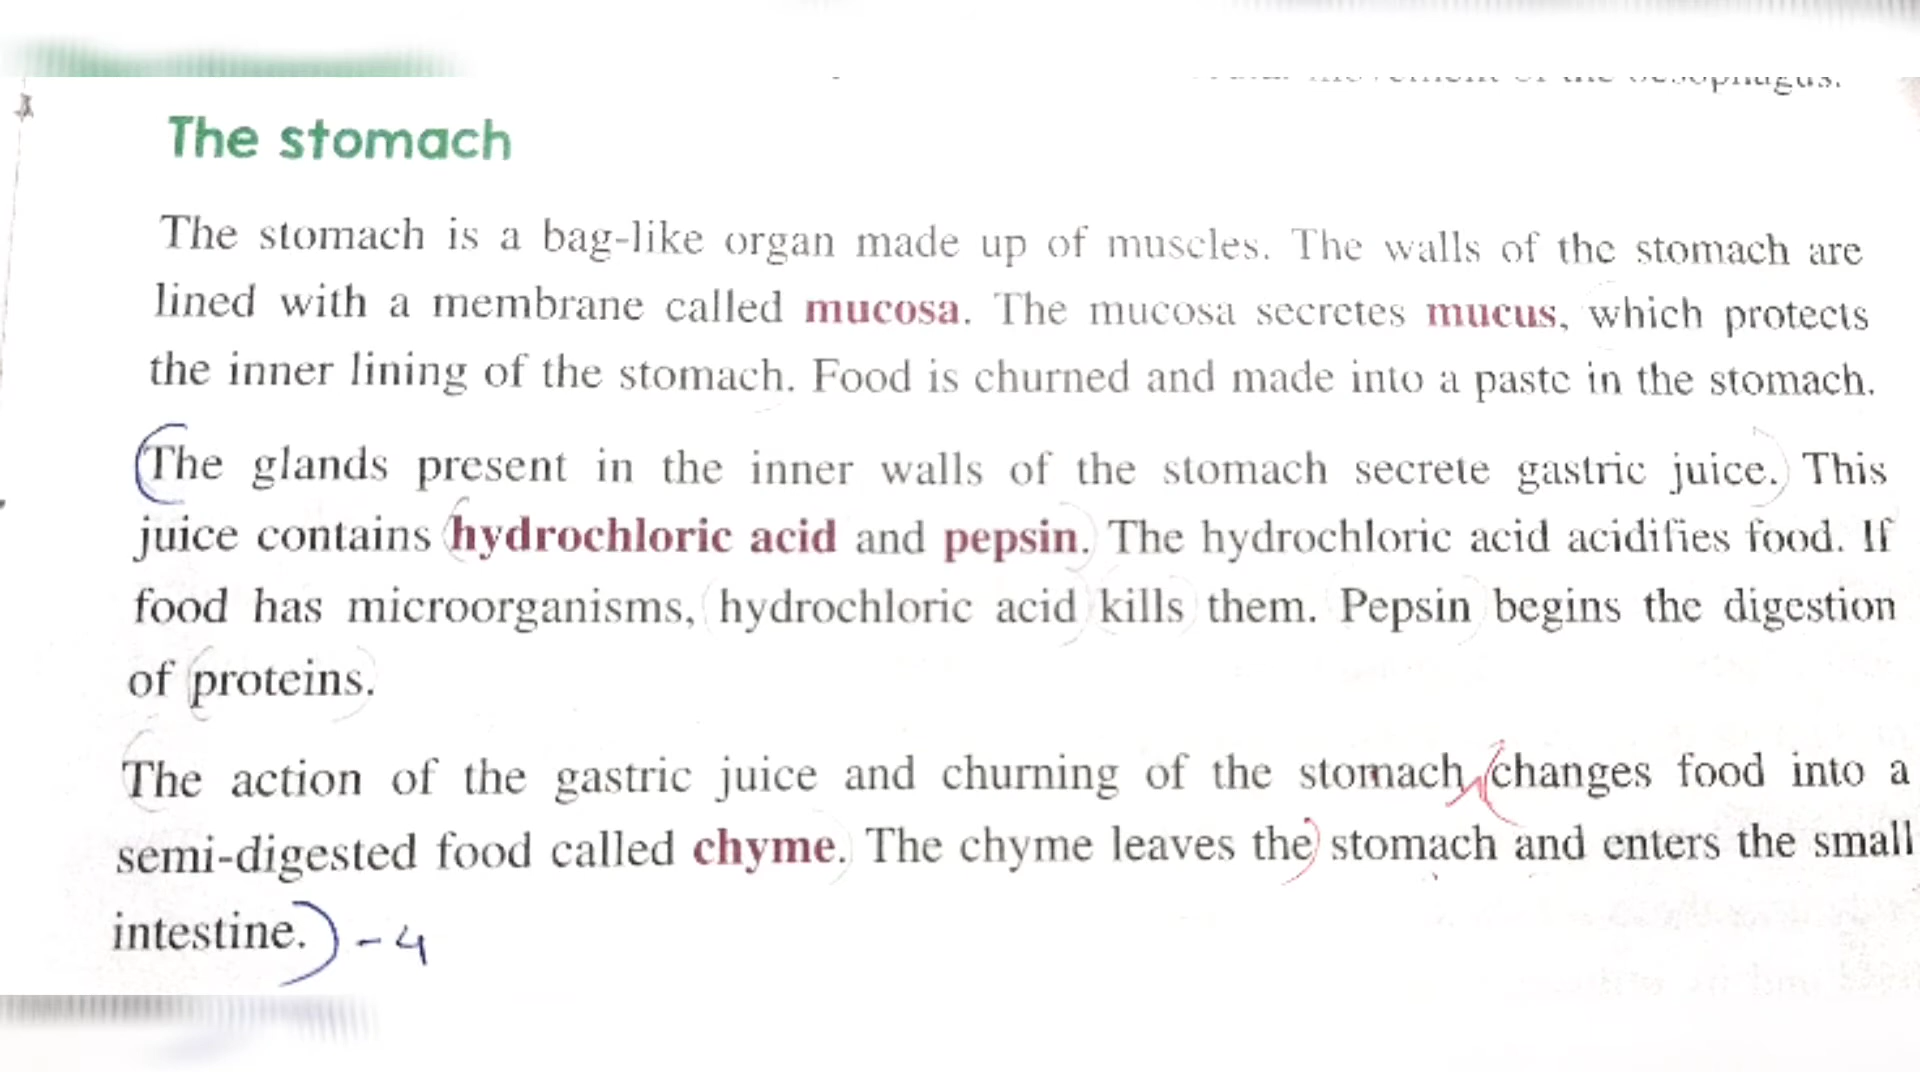 The stomach
The stomach is a bag-like organ made up of muscles. The walls of the stomach are
lined with a membrane called mucosa. The mucosa secretes mucus, which protects
the inner lining of the stomach. Food is churned and made into a paste in the stomach.
The glands present in the inner walls of the stomach secrete gastric juice. This
juice contains hydrochloric acid and pepsin. The hydrochloric acid acidifies food. If
food has microorganisms, hydrochloric acid kills them. Pepsin begins the digestion
of proteins.
The action of the gastric juice and churning of the stomach changes food into a
semi-digested food called chyme. The chyme leaves the stomach and enters the small
intestine.) - 4